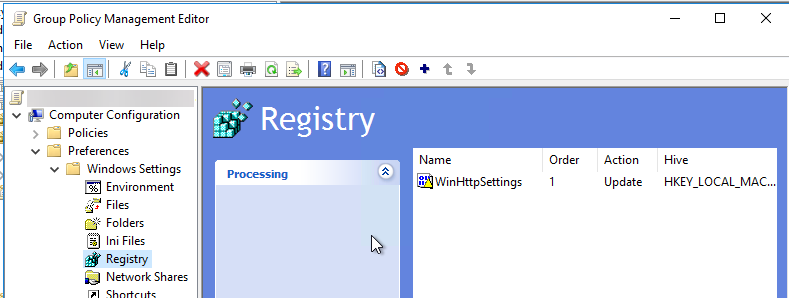 Group Policy Management Editor
File Action View Help
Computer Configuration
Policies
Preferences
Windows Settings
Environment
Files
Folders
Ini Files
Registry
Network Shares
Shortcuts
Registry
Processing
Name Order Action Hive
WinHttpSettings 1 Update HKEY_LOCAL_MAC...